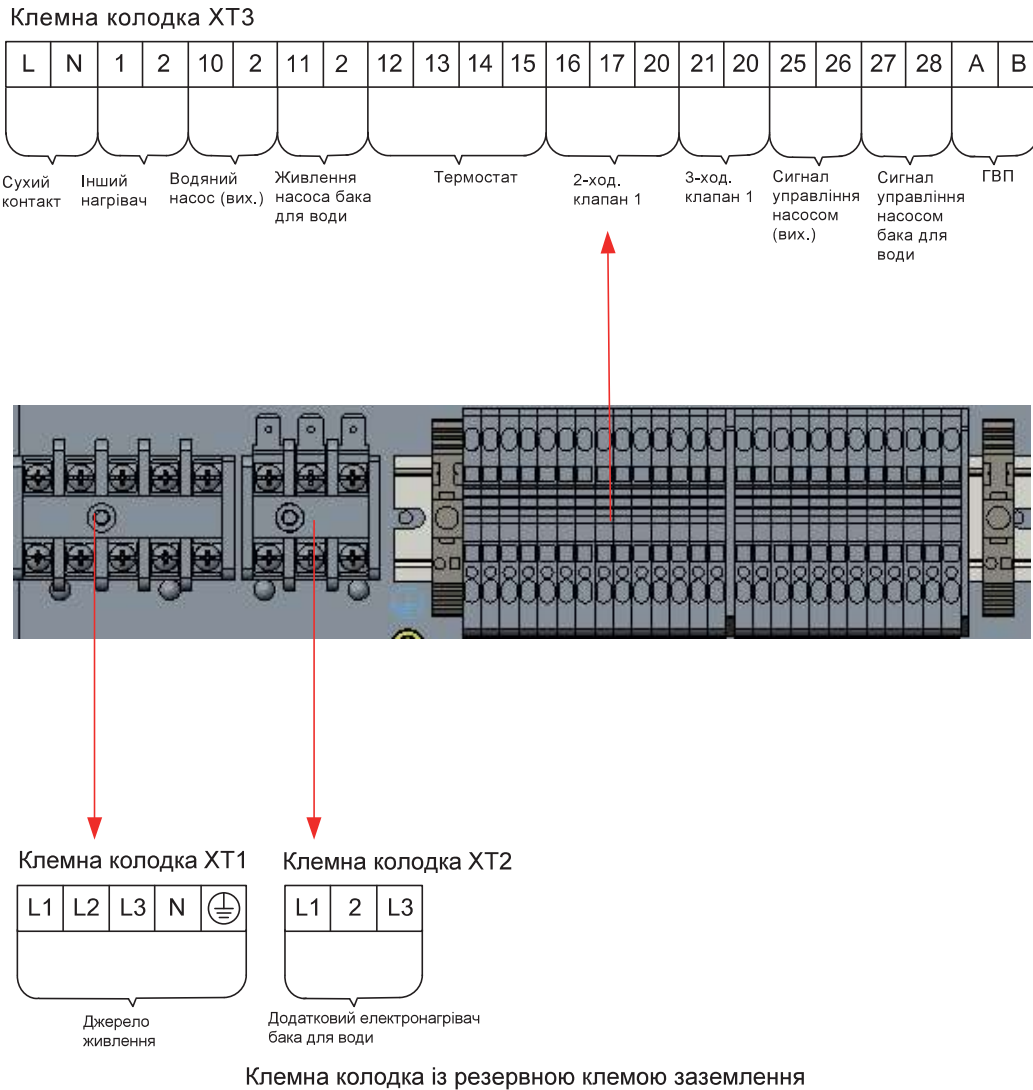 Клемна колодка XT3
L N 1 2 10 2 11 2 12 13 14 15 16 17 20 21 20 25 26 27 28 A B
Сухий
контакт
Інший
нагрівач
Водяний
насос (вих.)
Живлення
насоса бака
для води
Термостат
2-ход.
клапан 1
3-ход.
клапан 1
Сигнал
управління
насосом
(вих.)
Сигнал
управління
насосом
бака для
води
ГВП
Клемна колодка XT1
L1 L2 L3 N
Джерело
живлення
Клемна колодка XT2
L1 2 L3
Додатковий електронагрівач
бака для води
Клемна колодка із резервною клемою заземлення